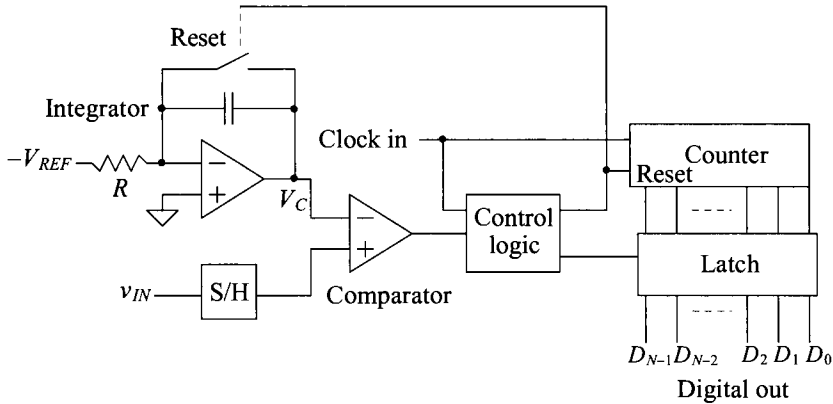 Reset
Integrator
Clock in
Counter
−V_REF
Reset
R
−
+
V_C
−
+
Control
logic
Latch
v_IN
S/H
Comparator
D_{N−1} D_{N−2} D_2 D_1 D_0
Digital out